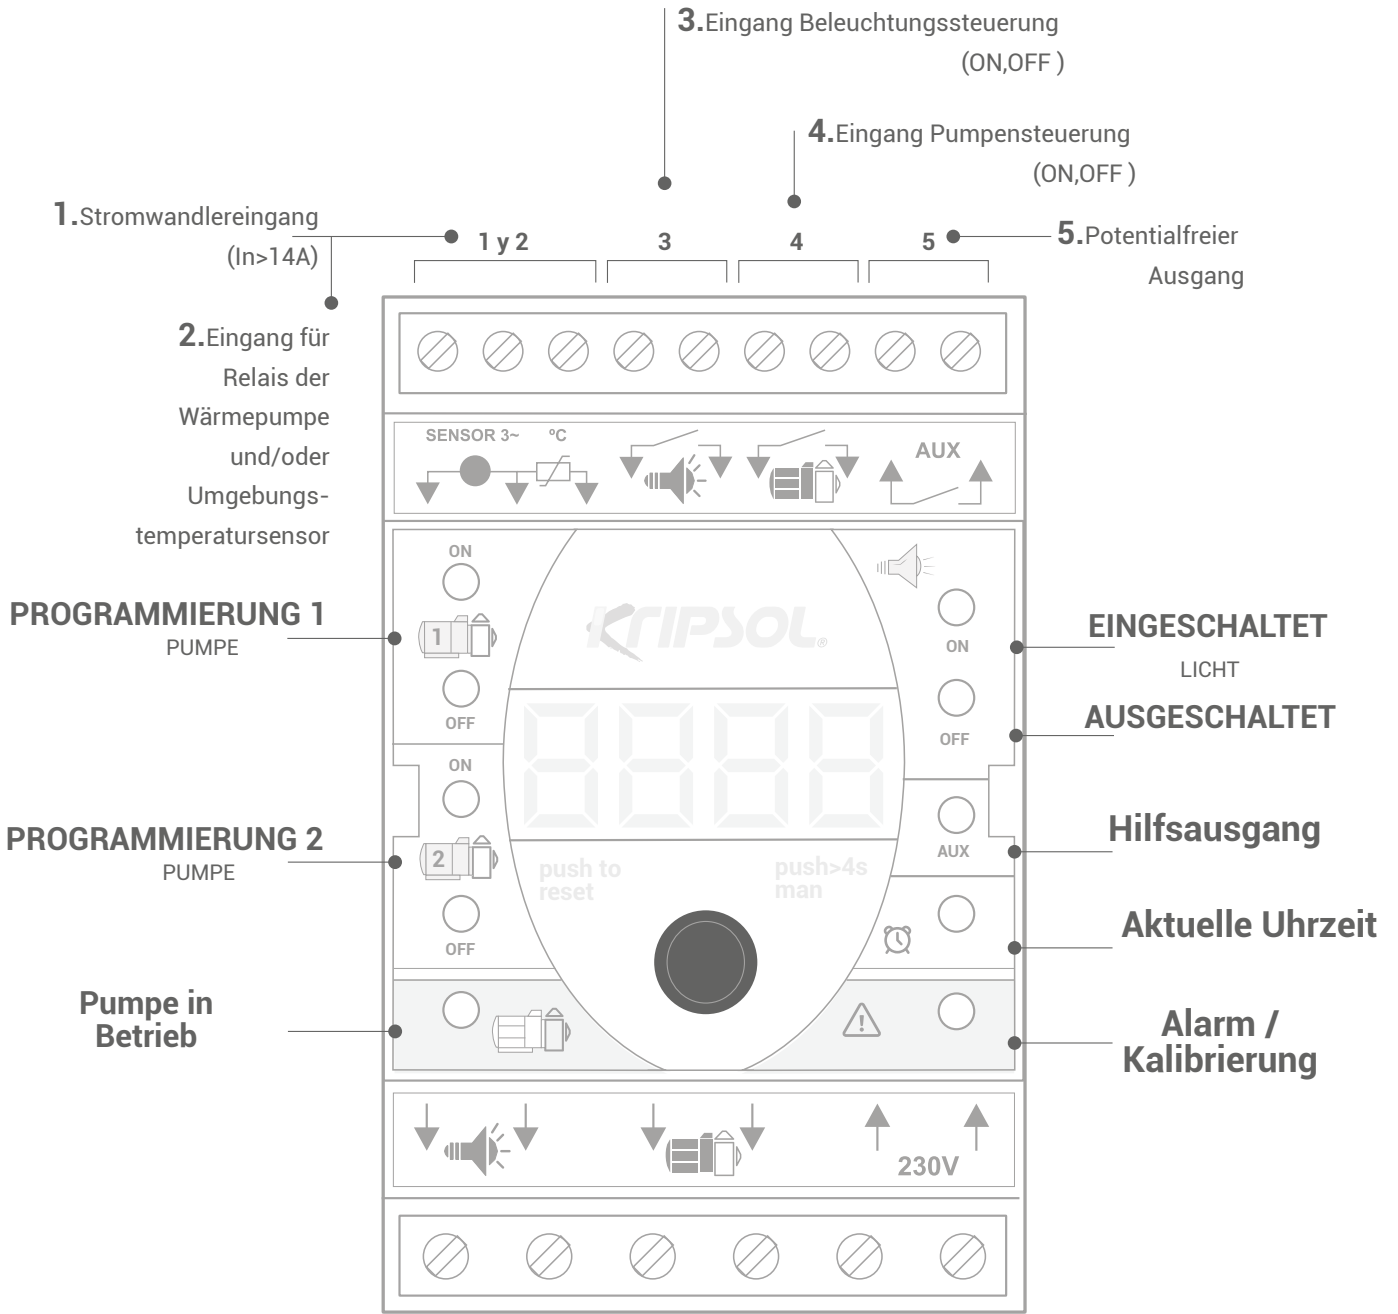 3.Eingang Beleuchtungssteuerung
(ON,OFF )
4.Eingang Pumpensteuerung
(ON,OFF )
1.Stromwandlereingang
(In>14A)
1 y 2
3
4
5
5.Potentialfreier
Ausgang
2.Eingang für
Relais der
Wärmepumpe
und/oder
Umgebungs-
temperatursensor
SENSOR 3~ ºC
AUX
ON
PROGRAMMIERUNG 1
PUMPE
1
OFF
KRIPSOL®
ON
EINGESCHALTET
LICHT
AUSGESCHALTET
OFF
8888
ON
PROGRAMMIERUNG 2
PUMPE
2
OFF
push to
reset
push>4s
man
AUX
Hilfsausgang
Aktuelle Uhrzeit
Pumpe in
Betrieb
Alarm /
Kalibrierung
230V